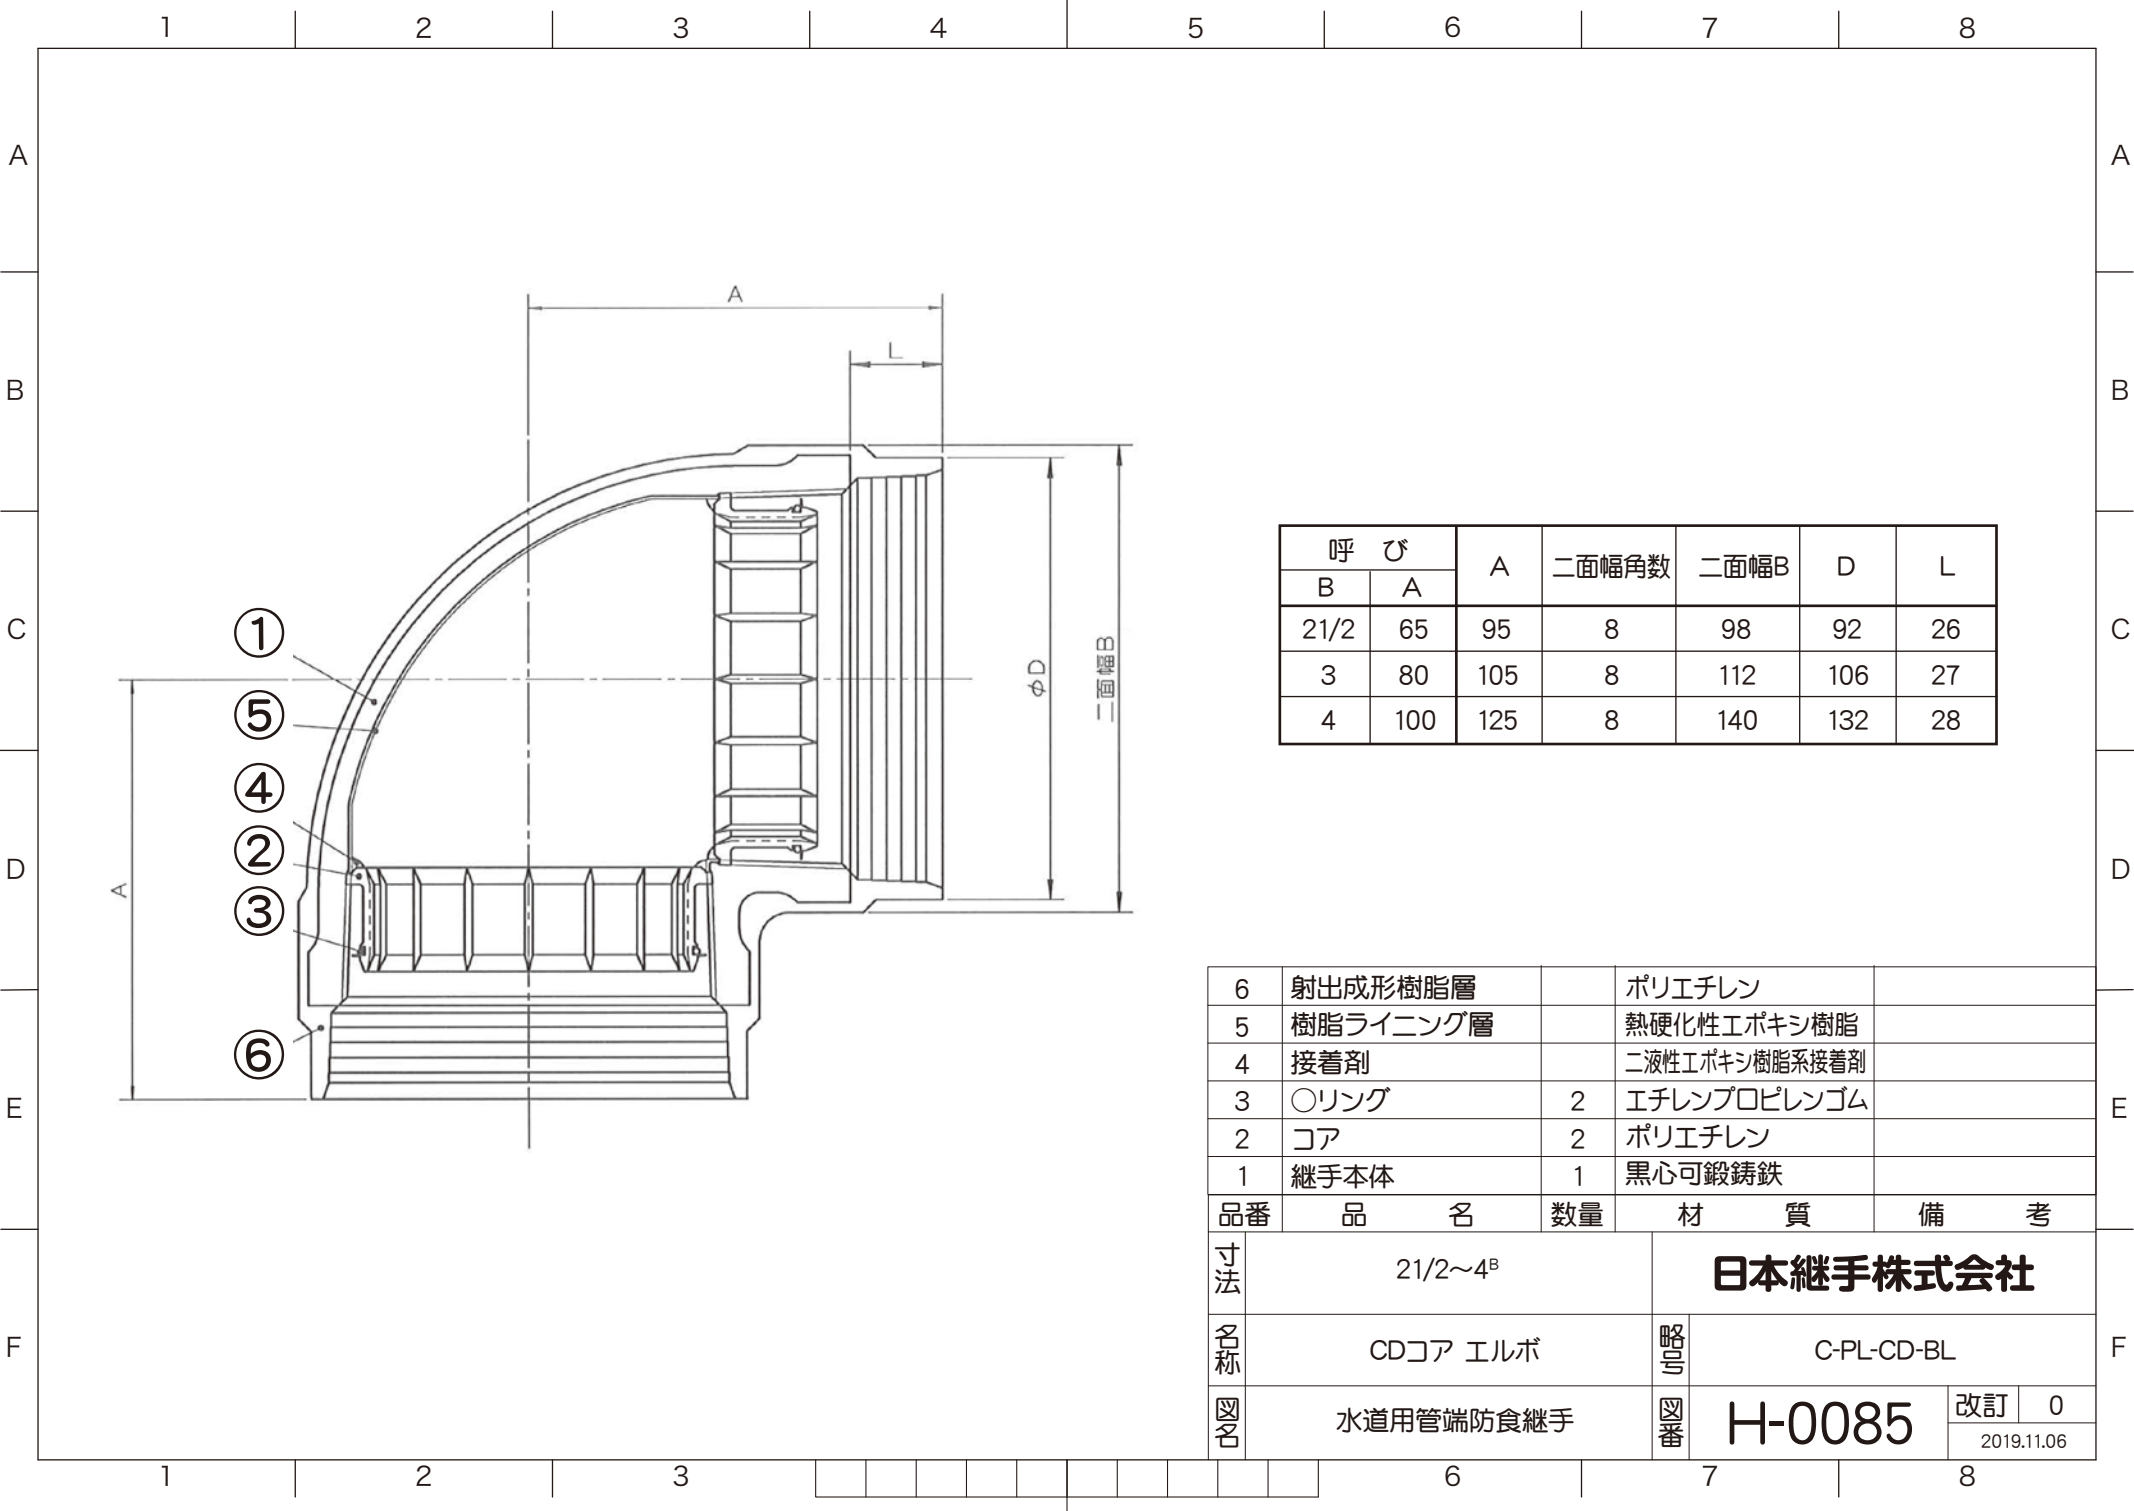 1 2 3 4 5 6 7 8
A A
B B
C C
D D
E E
F F
A
L
A
φD
二面幅B
①
⑤
④
②
③
⑥
呼 び A 二面幅角数 二面幅B D L
B A
21/2 65 95 8 98 92 26
3 80 105 8 112 106 27
4 100 125 8 140 132 28
6 射出成形樹脂層 ポリエチレン
5 樹脂ライニング層 熱硬化性エポキシ樹脂
4 接着剤 二液性エポキシ樹脂系接着剤
3 〇リング 2 エチレンプロピレンゴム
2 コア 2 ポリエチレン
1 継手本体 1 黒心可鍛鋳鉄
品番 品 名 数量 材 質 備 考
寸法 21/2〜4B 日本継手株式会社
名称 CDコア エルボ 略号 C-PL-CD-BL
図名 水道用管端防食継手 図番 H-0085 改訂 0
2019.11.06
1 2 3 6 7 8